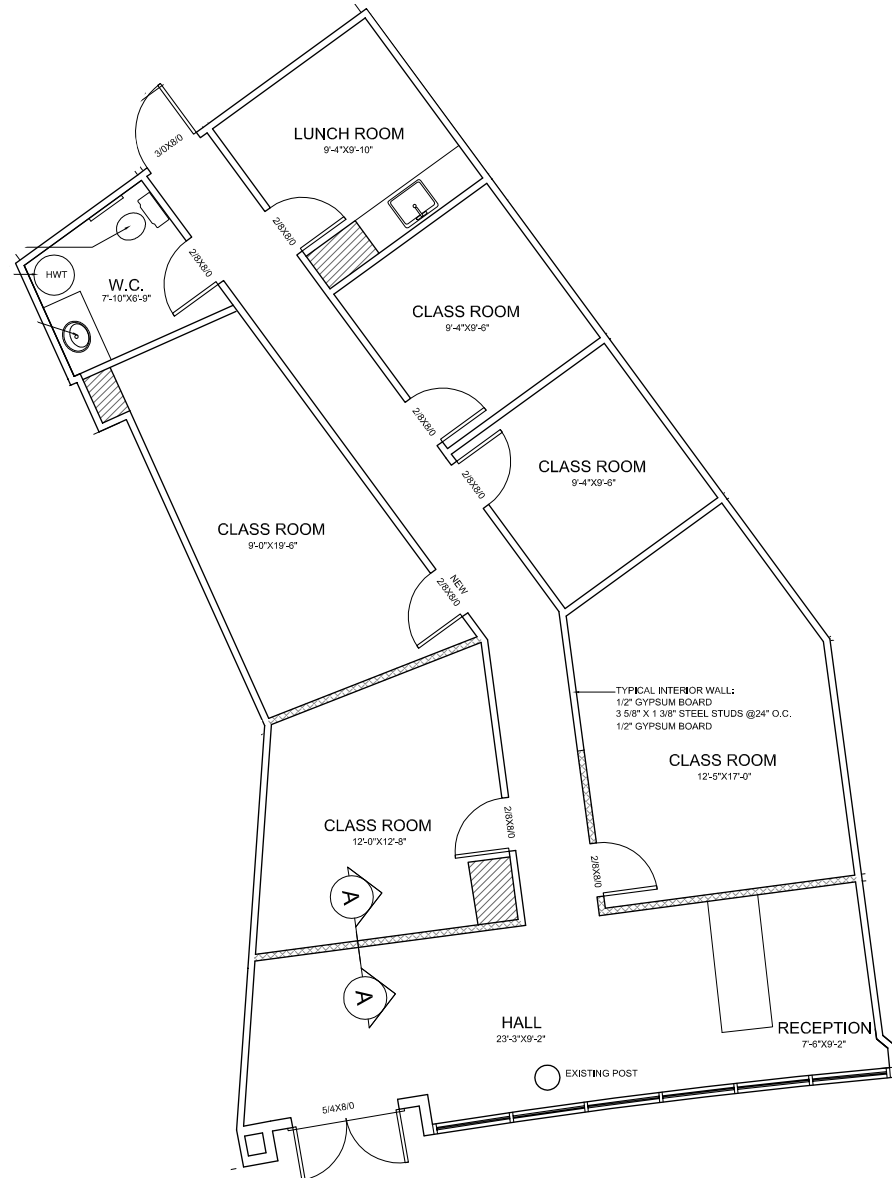 LUNCH ROOM
9'-4"X9'-10"
3/0X8/0
2/8X8/0
2/8X8/0
HWT
W.C.
7'-10"X6'-9"
CLASS ROOM
9'-4"X9'-6"
2/8X8/0
2/8X8/0
CLASS ROOM
9'-4"X9'-6"
CLASS ROOM
9'-0"X19'-6"
NEW
2/8X8/0
TYPICAL INTERIOR WALL:
1/2" GYPSUM BOARD
3 5/8" X 1 3/8" STEEL STUDS @24" O.C.
1/2" GYPSUM BOARD
CLASS ROOM
12'-5"X17'-0"
CLASS ROOM
12'-0"X12'-8"
2/8X8/0
2/8X8/0
A
A
HALL
23'-3"X9'-2"
RECEPTION
7'-6"X9'-2"
EXISTING POST
5/4X8/0